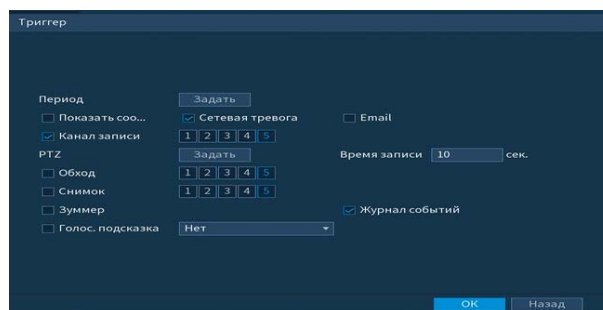 Триггер
Период Задать
Показать соо... Сетевая тревога Email
Канал записи 1 2 3 4 5
PTZ Задать Время записи 10 сек.
Обход 1 2 3 4 5
Снимок 1 2 3 4 5
Зуммер Журнал событий
Голос. подсказка Нет
ОК Назад